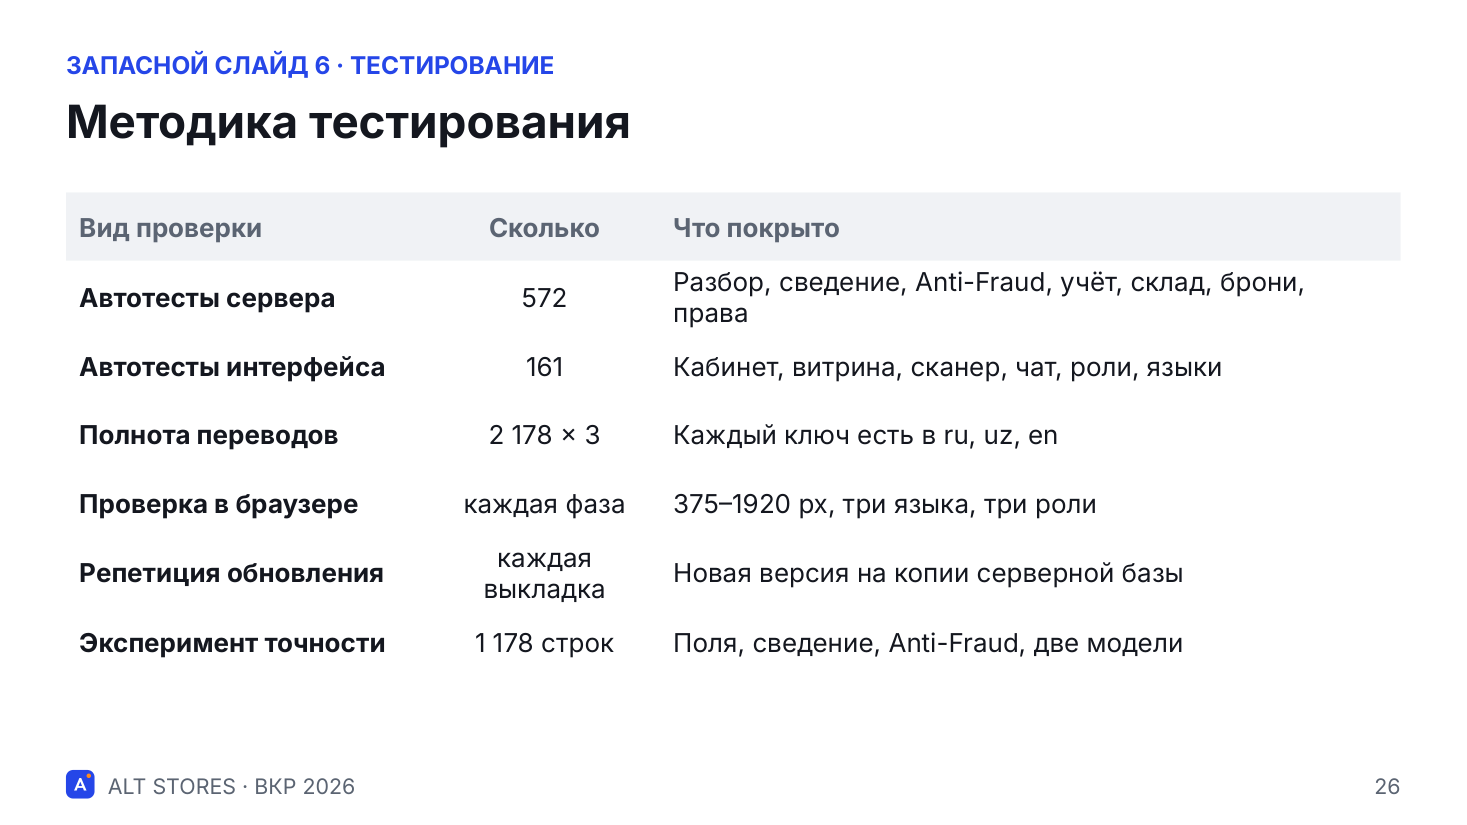 ЗАПАСНОЙ СЛАЙД 6 · ТЕСТИРОВАНИЕ
Методика тестирования
Вид проверки Сколько Что покрыто
Автотесты сервера 572 Разбор, сведение, Anti-Fraud, учёт, склад, брони,
права
Автотесты интерфейса 161 Кабинет, витрина, сканер, чат, роли, языки
Полнота переводов 2 178 × 3 Каждый ключ есть в ru, uz, en
Проверка в браузере каждая фаза 375–1920 px, три языка, три роли
Репетиция обновления каждая
выкладка Новая версия на копии серверной базы
Эксперимент точности 1 178 строк Поля, сведение, Anti-Fraud, две модели
A ALT STORES · ВКР 2026 26